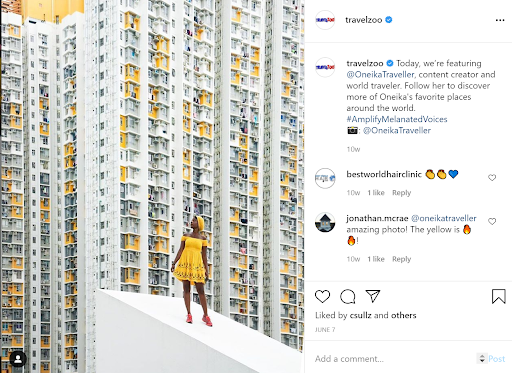 travelzoo
travelzoo Today, we're featuring
@OneikaTraveller, content creator and
world traveler. Follow her to discover
more of Oneika's favorite places
around the world.
#AmplifyMelanatedVoices
📷: @OneikaTraveller
10w
bestworldhairclinic 👏👏💙
10w 1 like Reply
jonathan.mcrae @oneikatraveller
amazing photo! The yellow is 🔥
🔥!
10w 1 like Reply
Liked by csullz and others
JUNE 7
Add a comment... Post